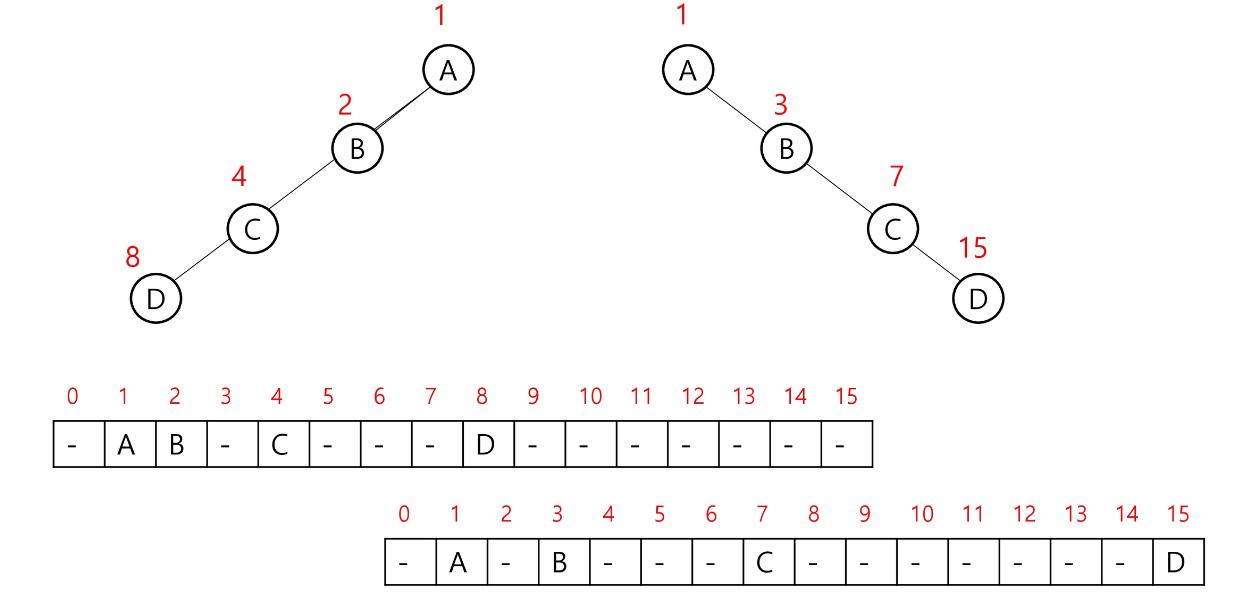 1 1
A A
2 3
B B
4 7
C C
8 15
D D
0 1 2 3 4 5 6 7 8 9 10 11 12 13 14 15
- A B - C - - - D - - - - - - -
0 1 2 3 4 5 6 7 8 9 10 11 12 13 14 15
- A - B - - - C - - - - - - - D